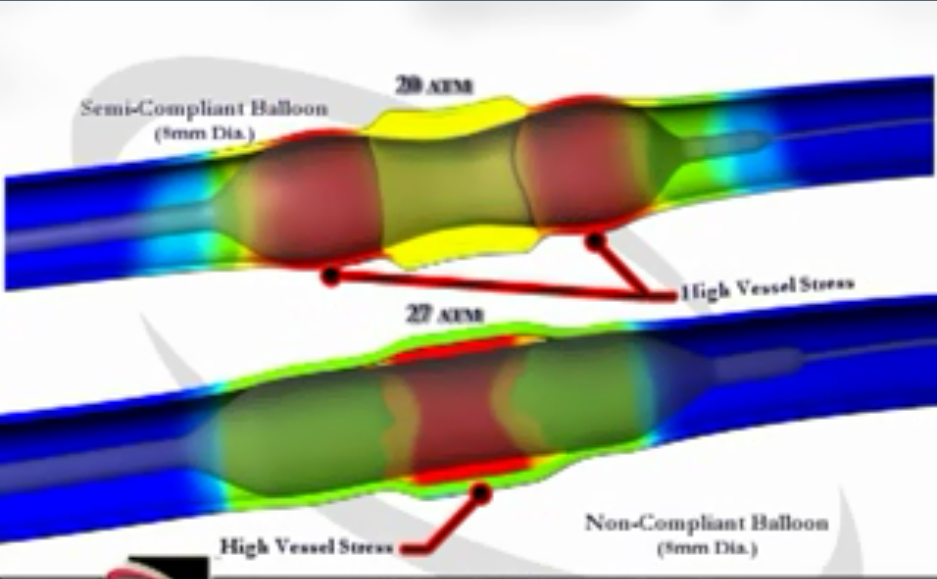 20 ATM
Semi-Compliant Balloon
(8mm Dia.)
High Vessel Stress
27 ATM
Non-Compliant Balloon
(8mm Dia.)
High Vessel Stress